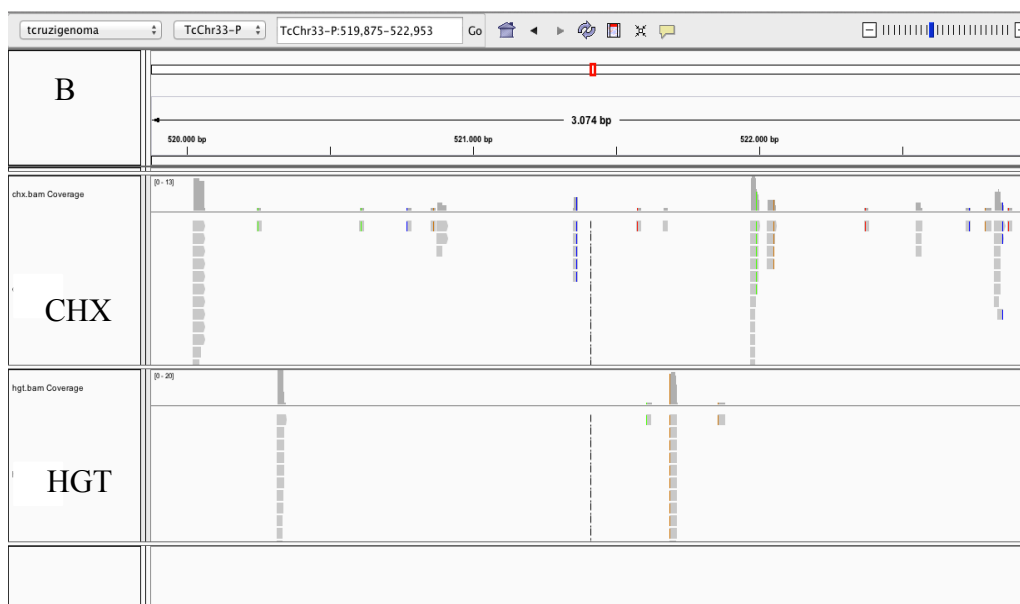 tcruzigenoma TcChr33-P TcChr33-P:519,875-522,953 Go
B
3.074 bp
520.000 bp 521.000 bp 522.000 bp
chx.bam Coverage [0 - 13]
CHX
hgt.bam Coverage [0 - 20]
HGT